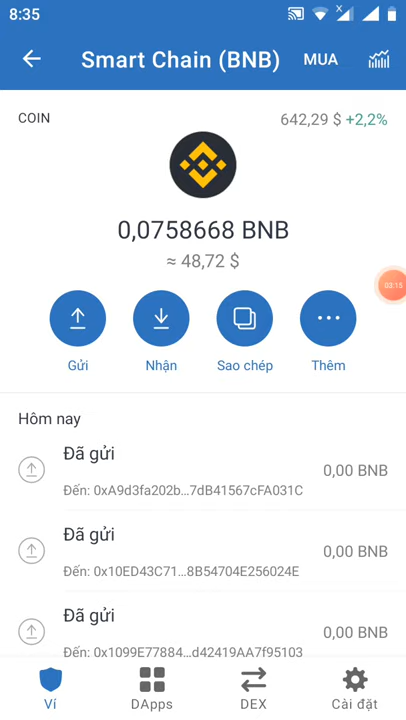 8:35
Smart Chain (BNB)
MUA
COIN
642,29 $ +2,2%
0,0758668 BNB
≈ 48,72 $
02:15
Gửi
Nhận
Sao chép
Thêm
Hôm nay
Đã gửi
0,00 BNB
Đến: 0xA9d3fa202b...7dB41567cFA031C
Đã gửi
0,00 BNB
Đến: 0x10ED43C71...8B54704E256024E
Đã gửi
0,00 BNB
Đến: 0x1099E77884...d42419AA7f95103
Ví
DApps
DEX
Cài đặt